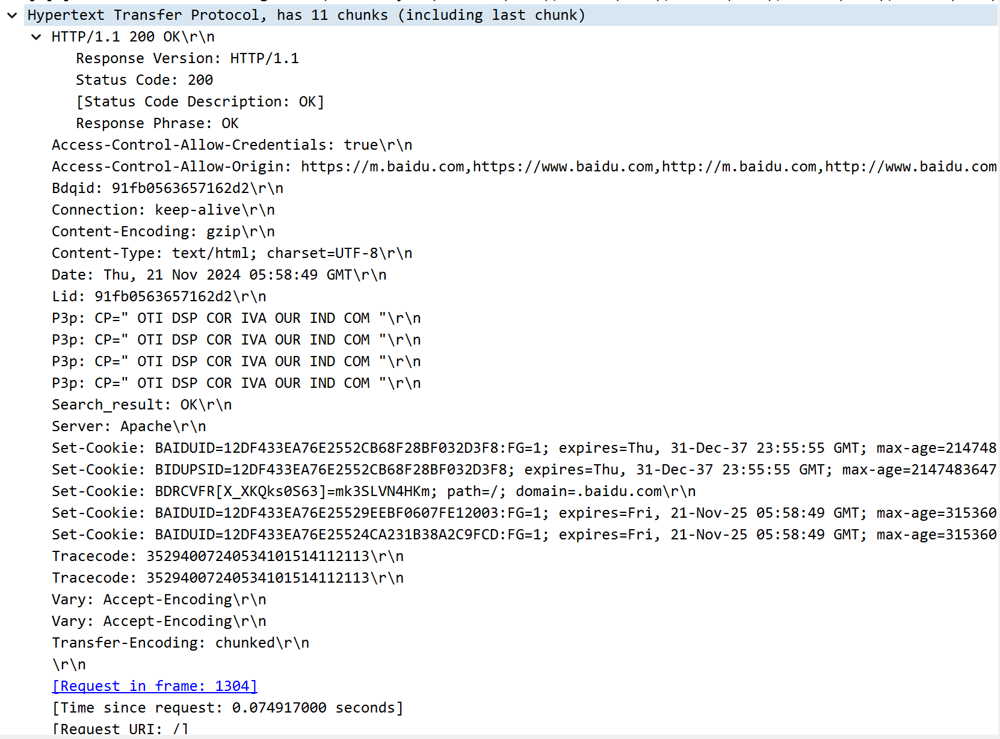 Hypertext Transfer Protocol, has 11 chunks (including last chunk)
HTTP/1.1 200 OK\r\n
Response Version: HTTP/1.1
Status Code: 200
[Status Code Description: OK]
Response Phrase: OK
Access-Control-Allow-Credentials: true\r\n
Access-Control-Allow-Origin: https://m.baidu.com,https://www.baidu.com,http://m.baidu.com,http://www.baidu.com
Bdqid: 91fb0563657162d2\r\n
Connection: keep-alive\r\n
Content-Encoding: gzip\r\n
Content-Type: text/html; charset=UTF-8\r\n
Date: Thu, 21 Nov 2024 05:58:49 GMT\r\n
Lid: 91fb0563657162d2\r\n
P3p: CP=" OTI DSP COR IVA OUR IND COM "\r\n
P3p: CP=" OTI DSP COR IVA OUR IND COM "\r\n
P3p: CP=" OTI DSP COR IVA OUR IND COM "\r\n
P3p: CP=" OTI DSP COR IVA OUR IND COM "\r\n
Search_result: OK\r\n
Server: Apache\r\n
Set-Cookie: BAIDUID=12DF433EA76E2552CB68F28BF032D3F8:FG=1; expires=Thu, 31-Dec-37 23:55:55 GMT; max-age=214748
Set-Cookie: BIDUPSID=12DF433EA76E2552CB68F28BF032D3F8; expires=Thu, 31-Dec-37 23:55:55 GMT; max-age=2147483647
Set-Cookie: BDRCVFR[X_XKQks0S63]=mk3SLVN4HKm; path=/; domain=.baidu.com\r\n
Set-Cookie: BAIDUID=12DF433EA76E25529EEBF0607FE12003:FG=1; expires=Fri, 21-Nov-25 05:58:49 GMT; max-age=315360
Set-Cookie: BAIDUID=12DF433EA76E25524CA231B38A2C9FCD:FG=1; expires=Fri, 21-Nov-25 05:58:49 GMT; max-age=315360
Tracecode: 35294007240534101514112113\r\n
Tracecode: 35294007240534101514112113\r\n
Vary: Accept-Encoding\r\n
Vary: Accept-Encoding\r\n
Transfer-Encoding: chunked\r\n
\r\n
[Request in frame: 1304]
[Time since request: 0.074917000 seconds]
[Request URI: /]